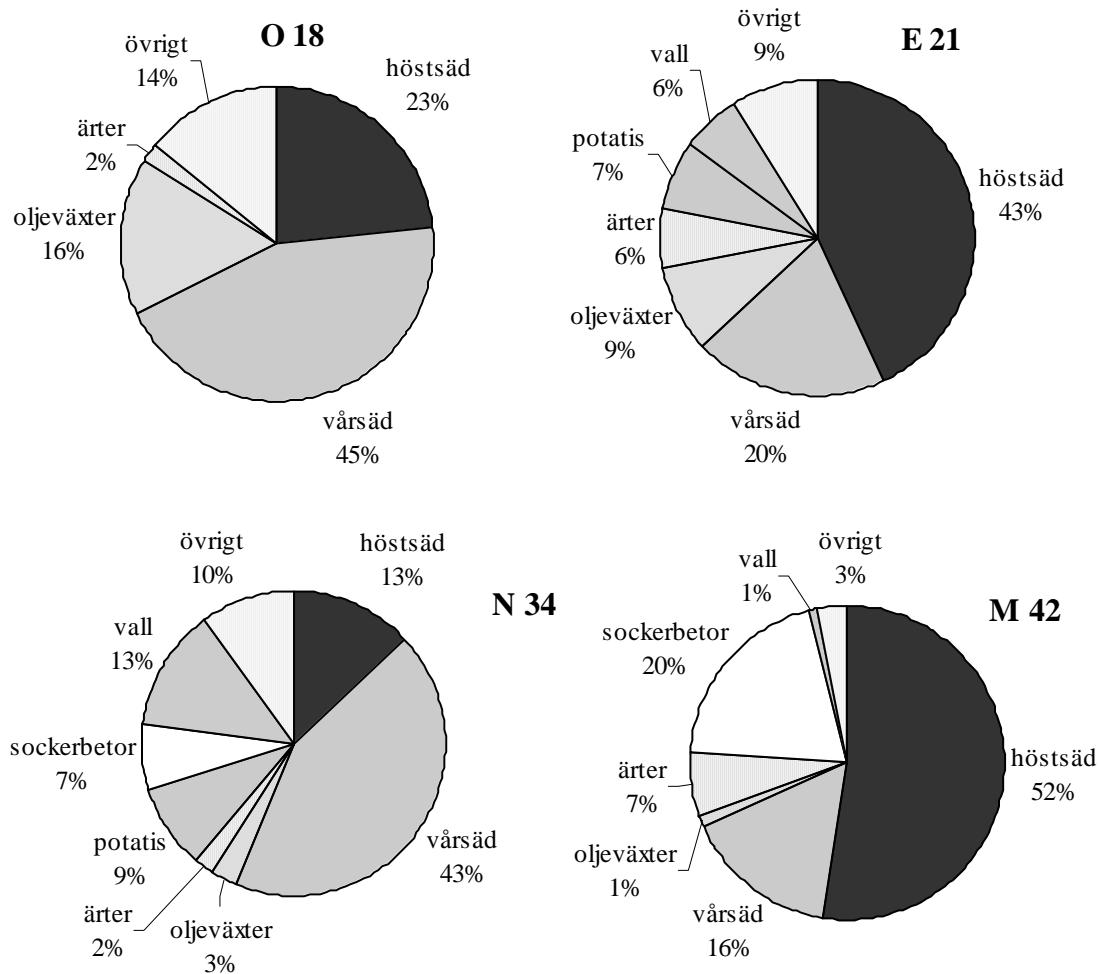 O 18
övrigt
14%
höstsäd
23%
ärter
2%
oljeväxter
16%
vårsäd
45%
E 21
övrigt
9%
vall
6%
potatis
7%
höstsäd
43%
ärter
6%
oljeväxter
9%
vårsäd
20%
N 34
övrigt
10%
höstsäd
13%
vall
13%
sockerbetor
7%
potatis
9%
vårsäd
43%
ärter
2%
oljeväxter
3%
M 42
övrigt
3%
vall
1%
sockerbetor
20%
höstsäd
52%
ärter
7%
oljeväxter
1%
vårsäd
16%